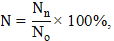 N = Nₙ/Nₒ × 100%,